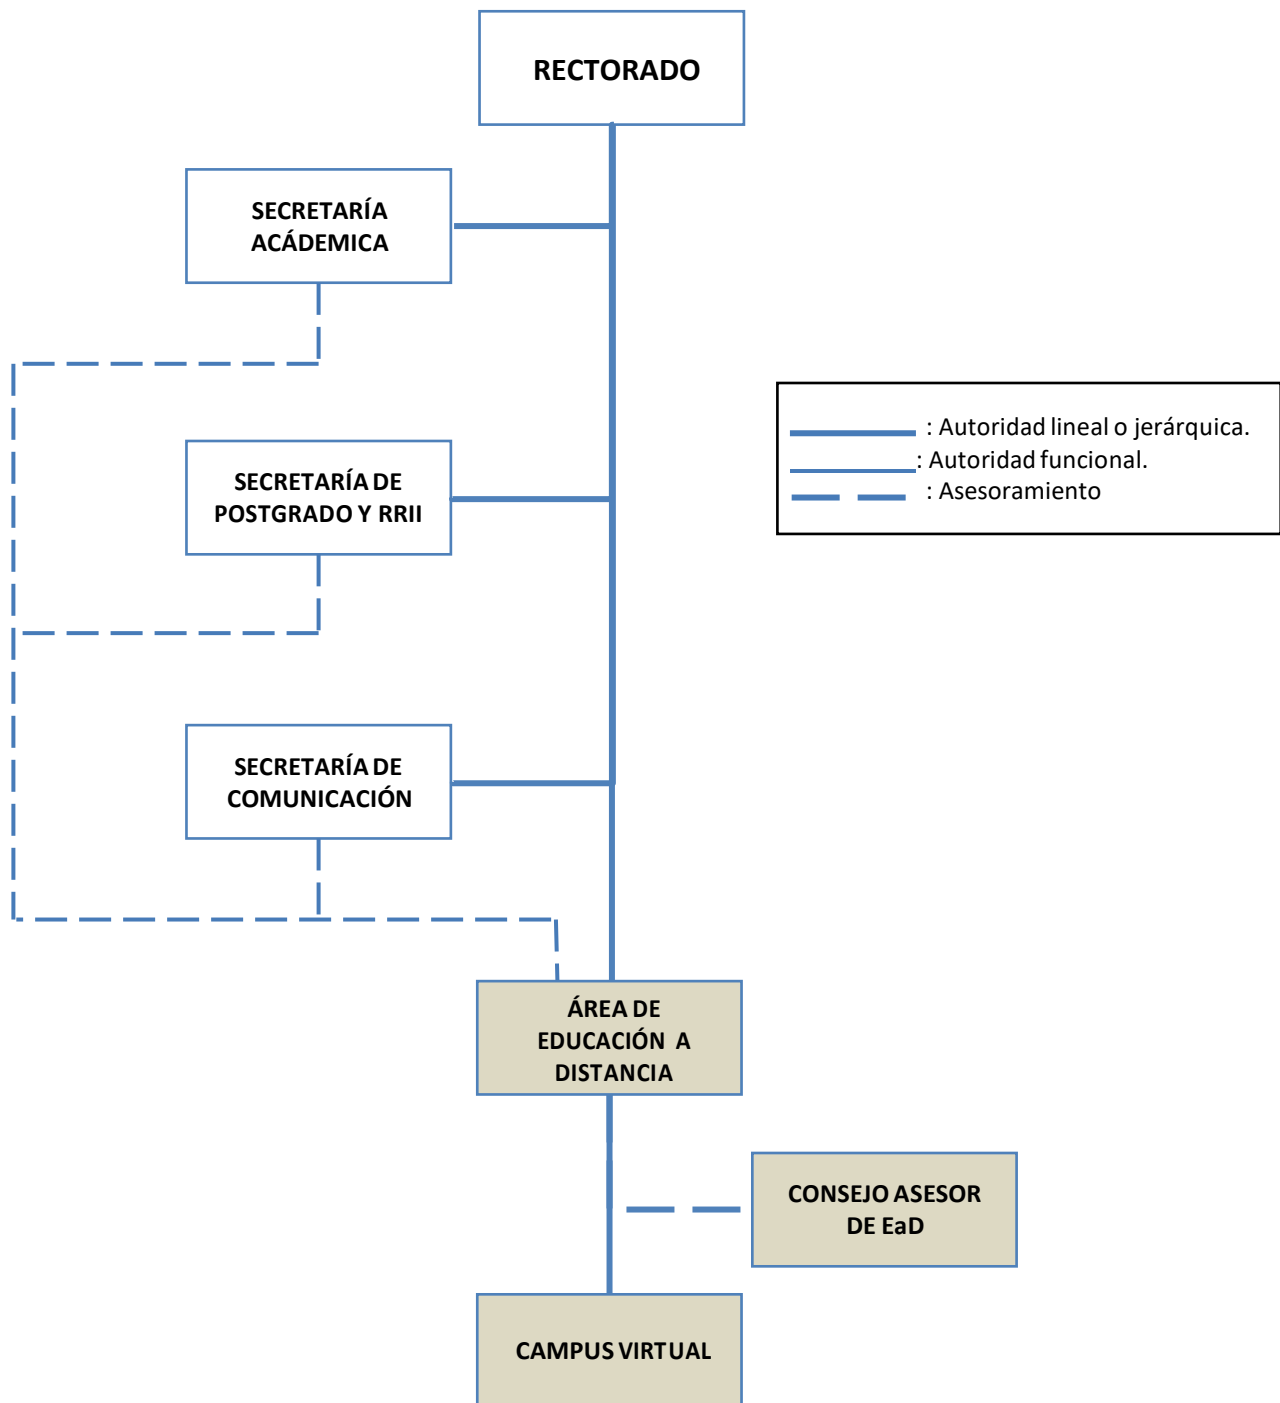 RECTORADO
SECRETARÍA
ACÁDEMICA
SECRETARÍA DE
POSTGRADO Y RRII
SECRETARÍA DE
COMUNICACIÓN
: Autoridad lineal o jerárquica.
: Autoridad funcional.
: Asesoramiento
ÁREA DE
EDUCACIÓN A
DISTANCIA
CONSEJO ASESOR
DE EaD
CAMPUS VIRTUAL